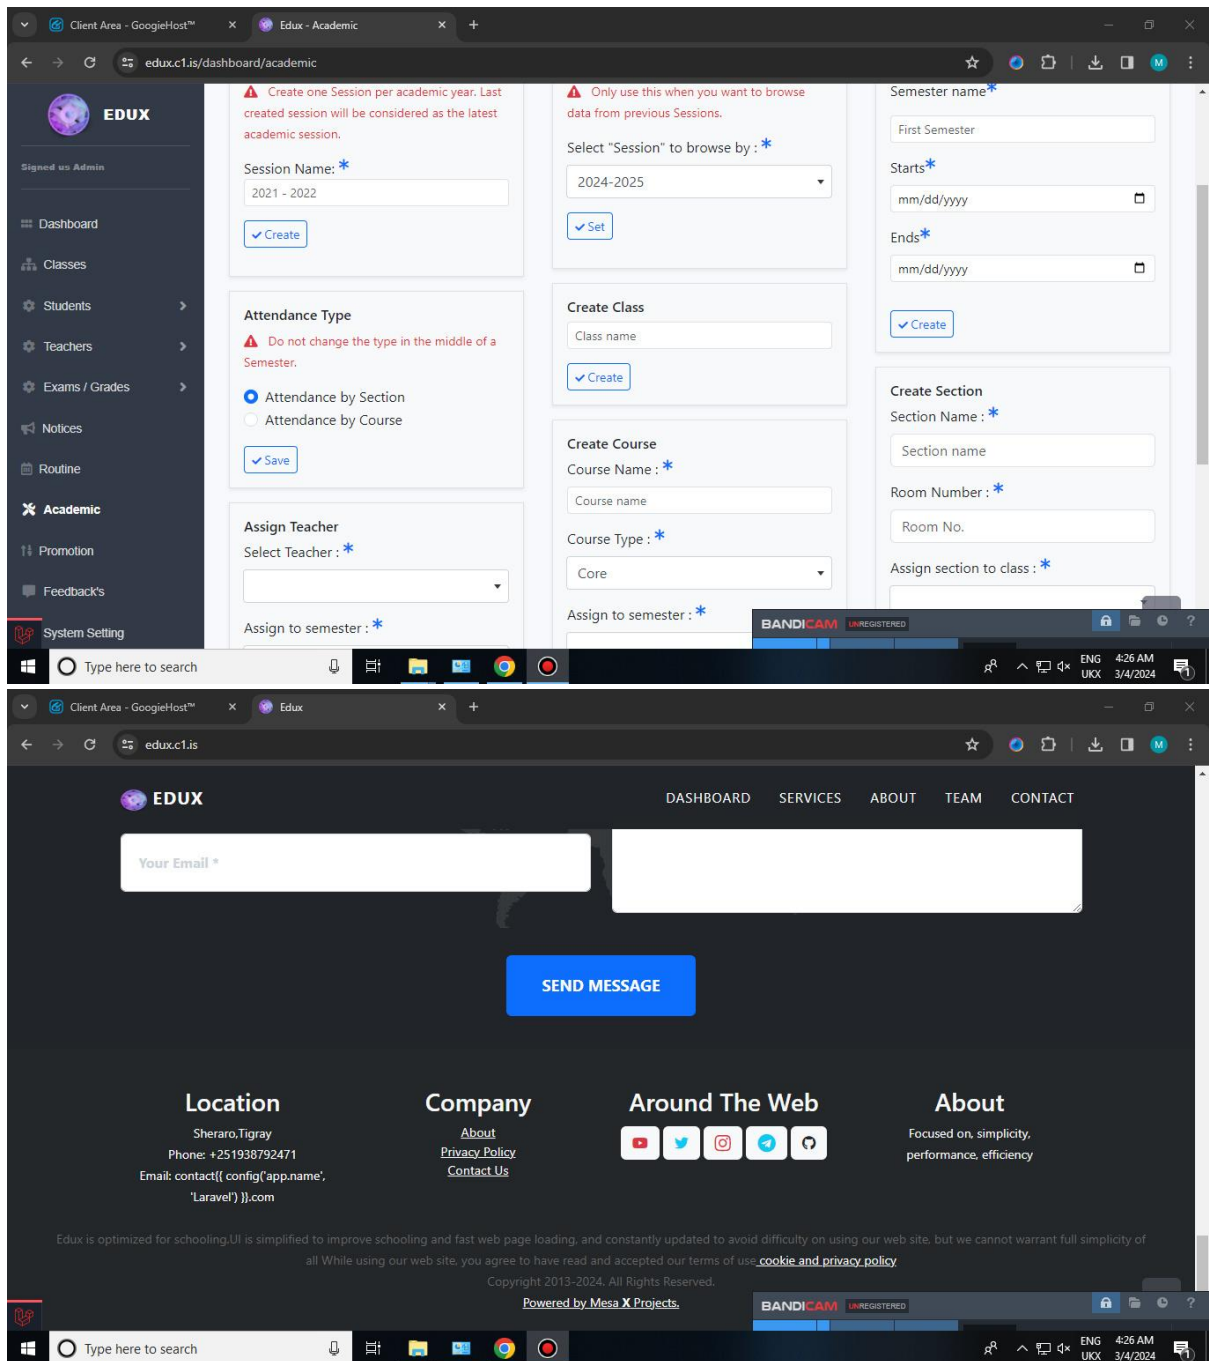 Client Area - GoogieHost™
Edux - Academic
edux.c1.is/dashboard/academic
M
EDUX
Signed us Admin
Dashboard
Classes
Students
Teachers
Exams / Grades
Notices
Routine
Academic
Promotion
Feedback's
System Setting
Create one Session per academic year. Last
created session will be considered as the latest
academic session.
Session Name: *
2021 - 2022
Create
Attendance Type
Do not change the type in the middle of a
Semester.
Attendance by Section
Attendance by Course
Save
Assign Teacher
Select Teacher : *
Assign to semester : *
Only use this when you want to browse
data from previous Sessions.
Select "Session" to browse by : *
2024-2025
Set
Create Class
Class name
Create
Create Course
Course Name : *
Course name
Course Type : *
Core
Assign to semester : *
Semester name*
First Semester
Starts*
mm/dd/yyyy
Ends*
mm/dd/yyyy
Create
Create Section
Section Name : *
Section name
Room Number : *
Room No.
Assign section to class : *
BANDICAM UNREGISTERED
Type here to search
ENG 4:26 AM
UKX 3/4/2024
1
Client Area - GoogieHost™
Edux
edux.c1.is
M
EDUX
DASHBOARD SERVICES ABOUT TEAM CONTACT
Your Email *
SEND MESSAGE
Location
Sheraro,Tigray
Phone: +251938792471
Email: contact{{ config('app.name',
'Laravel') }}.com
Company
About
Privacy Policy
Contact Us
Around The Web
About
Focused on, simplicity,
performance, efficiency
Edux is optimized for schooling.UI is simplified to improve schooling and fast web page loading, and constantly updated to avoid difficulty on using our web site, but we cannot warrant full simplicity of
all While using our web site, you agree to have read and accepted our terms of use cookie and privacy policy
Copyright 2013-2024. All Rights Reserved.
Powered by Mesa X Projects.
BANDICAM UNREGISTERED
Type here to search
ENG 4:26 AM
UKX 3/4/2024
1